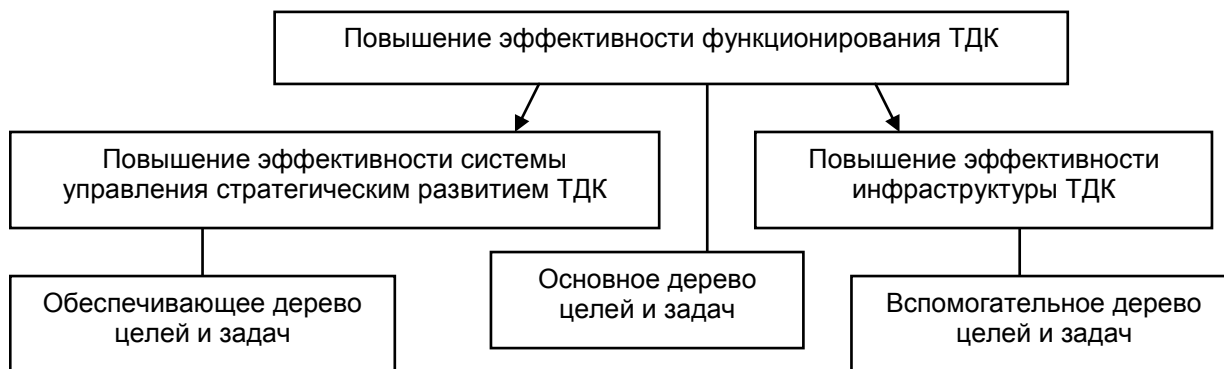 Повышение эффективности функционирования ТДК
Повышение эффективности системы
управления стратегическим развитием ТДК
Повышение эффективности
инфраструктуры ТДК
Обеспечивающее дерево
целей и задач
Основное дерево
целей и задач
Вспомогательное дерево
целей и задач